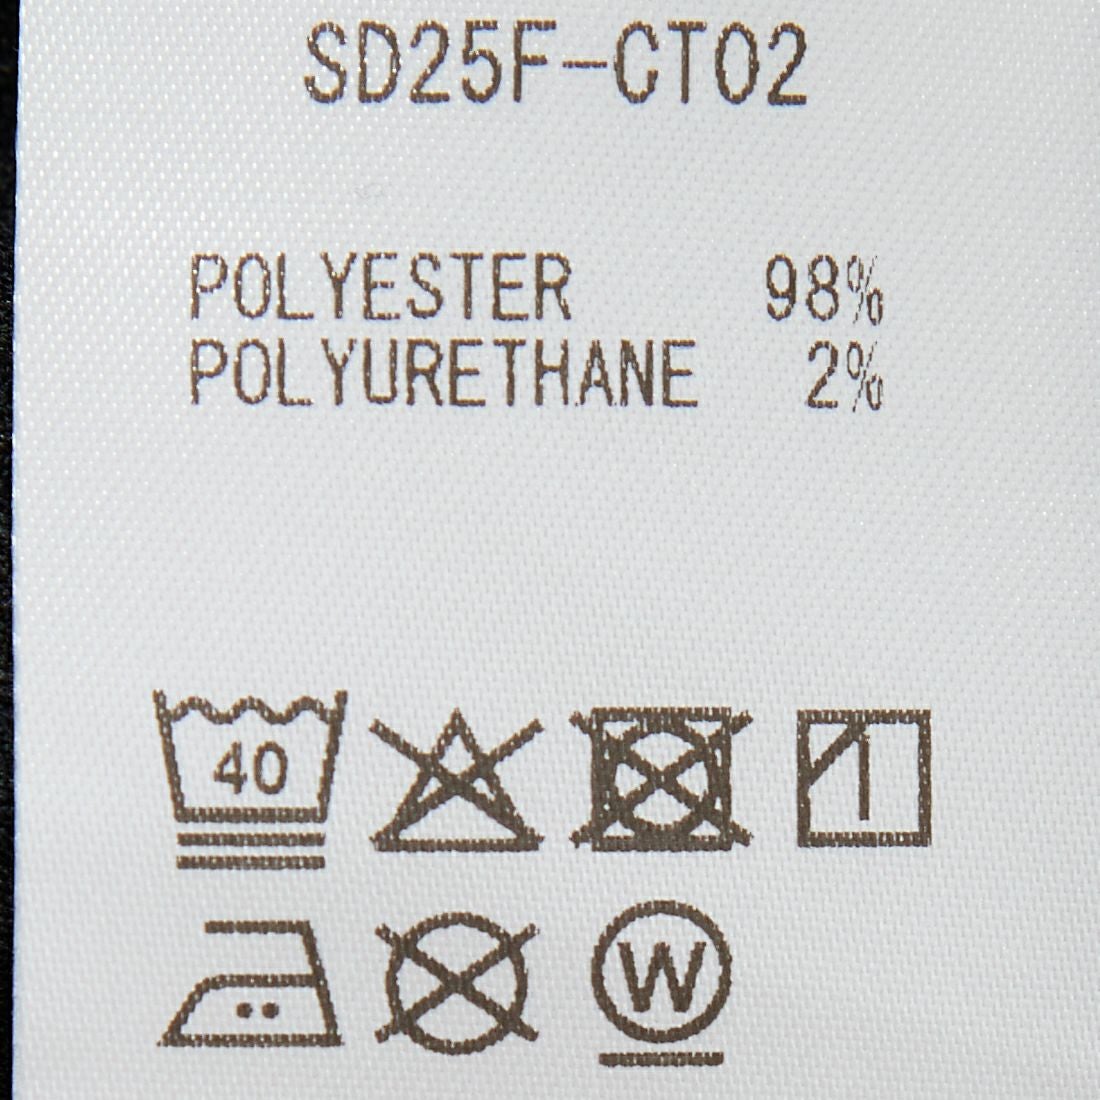 SD25F-CT02
POLYESTER 98%
POLYURETHANE 2%
40
W